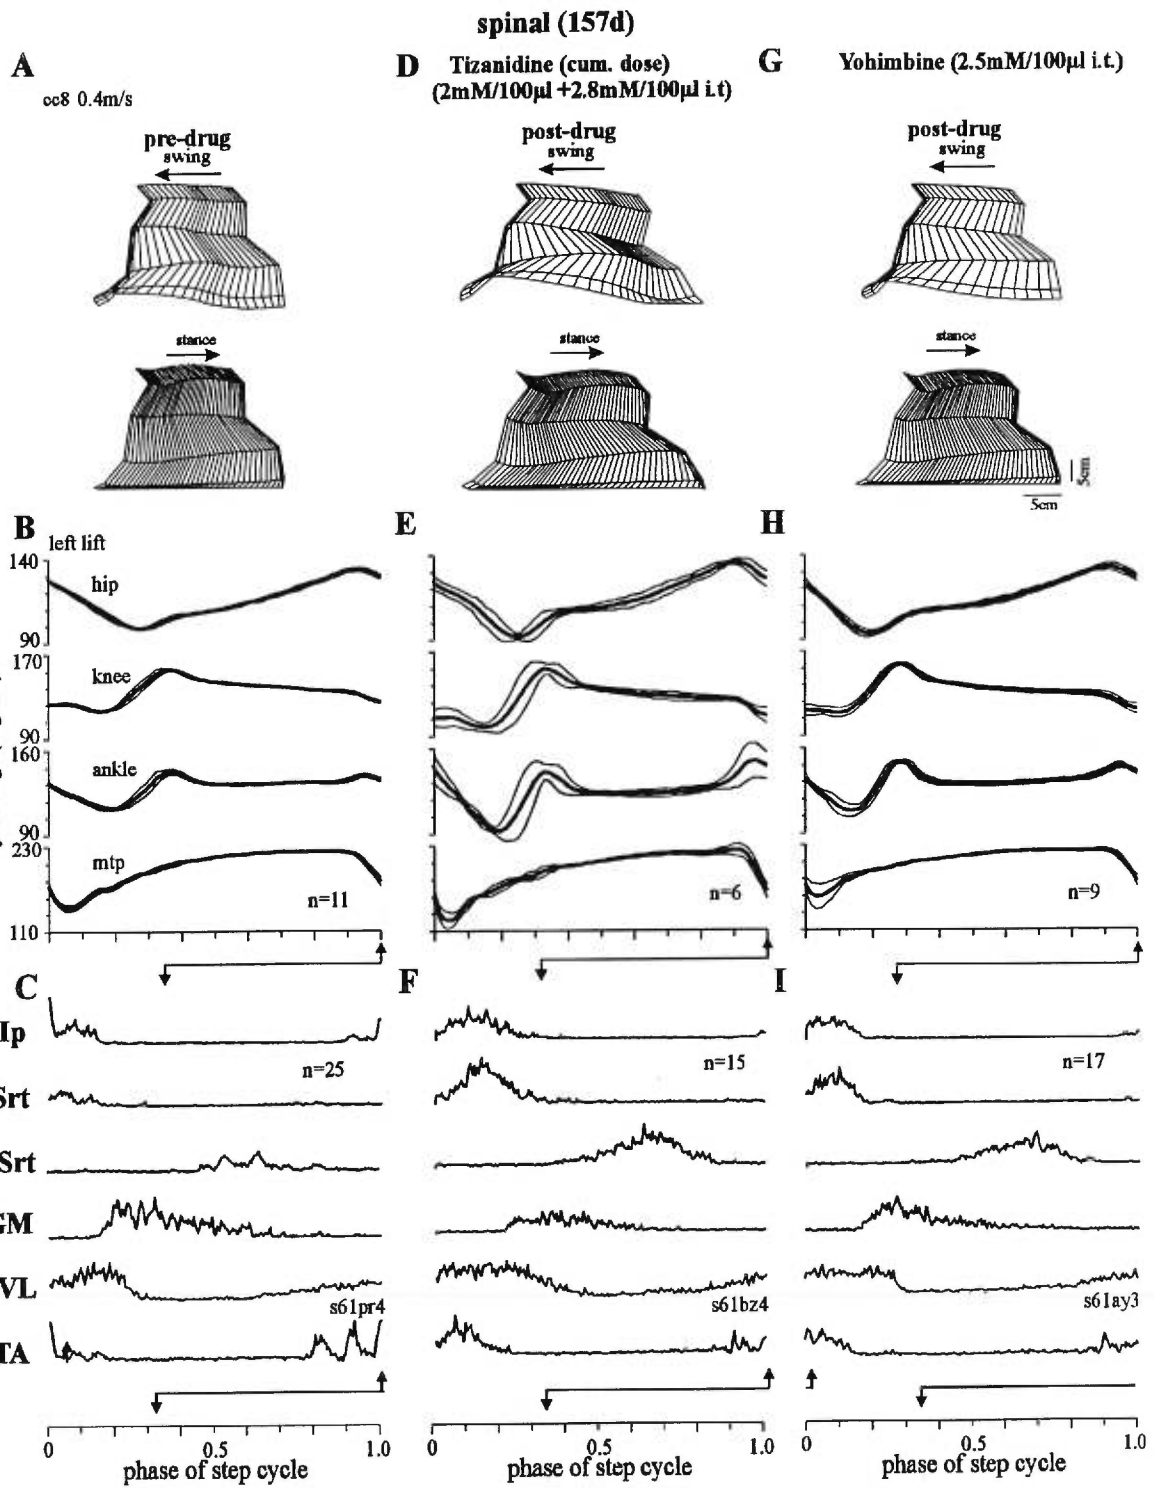 spinal (157d)
A
cc8 0.4m/s
pre-drug
swing
stance
D
Tizanidine (cum. dose)
(2mM/100µl +2.8mM/100µl i.t)
post-drug
swing
stance
G
Yohimbine (2.5mM/100µl i.t.)
post-drug
swing
stance
5cm
5cm
B
left lift
140
hip
90
170
knee
90
160
ankle
90
230
mtp
n=11
110
E
n=6
H
n=9
C
Ip
n=25
Srt
Srt
GM
VL
s61pr4
TA
0 0.5 1.0
phase of step cycle
F
n=15
s61bz4
0 0.5 1.0
phase of step cycle
I
n=17
s61ay3
0 0.5 1.0
phase of step cycle